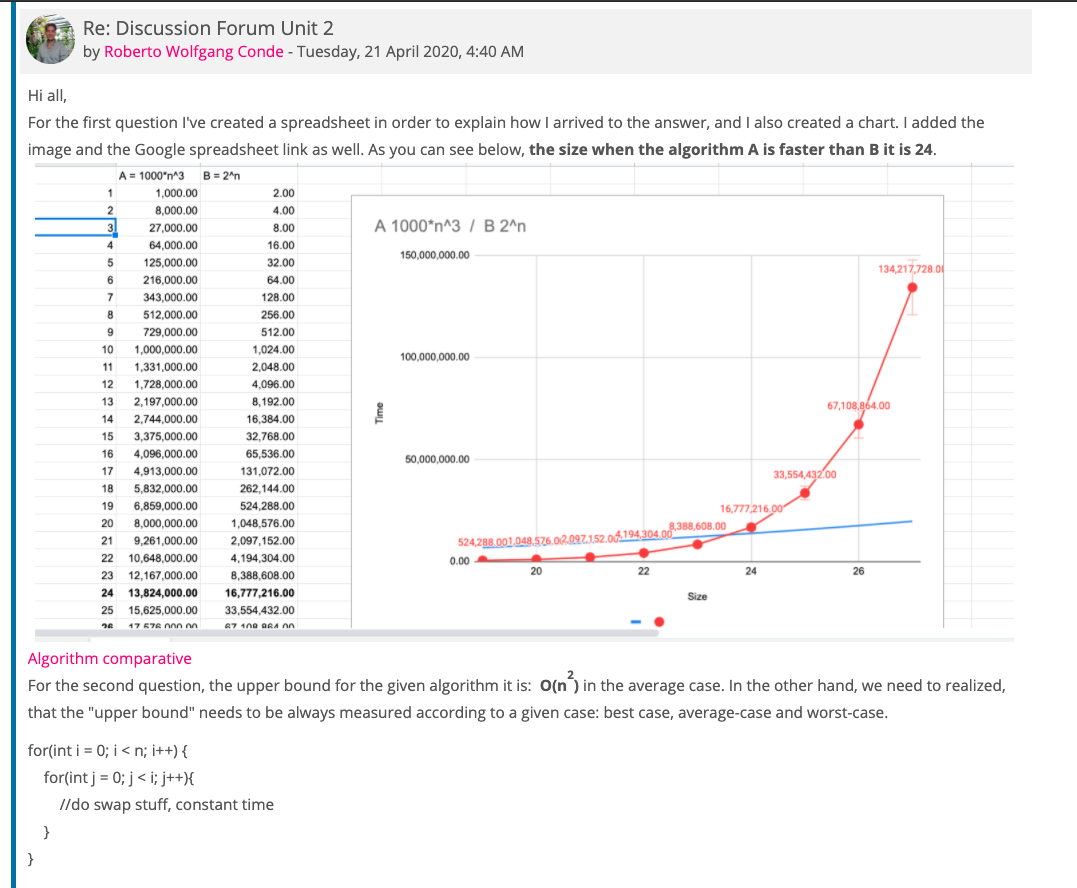 Re: Discussion Forum Unit 2
by Roberto Wolfgang Conde - Tuesday, 21 April 2020, 4:40 AM
Hi all,
For the first question I've created a spreadsheet in order to explain how I arrived to the answer, and I also created a chart. I added the
image and the Google spreadsheet link as well. As you can see below, the size when the algorithm A is faster than B it is 24.
A = 1000*n^3 B = 2^n
1 1,000.00 2.00
2 8,000.00 4.00
3 27,000.00 8.00
4 64,000.00 16.00
5 125,000.00 32.00
6 216,000.00 64.00
7 343,000.00 128.00
8 512,000.00 256.00
9 729,000.00 512.00
10 1,000,000.00 1,024.00
11 1,331,000.00 2,048.00
12 1,728,000.00 4,096.00
13 2,197,000.00 8,192.00
14 2,744,000.00 16,384.00
15 3,375,000.00 32,768.00
16 4,096,000.00 65,536.00
17 4,913,000.00 131,072.00
18 5,832,000.00 262,144.00
19 6,859,000.00 524,288.00
20 8,000,000.00 1,048,576.00
21 9,261,000.00 2,097,152.00
22 10,648,000.00 4,194,304.00
23 12,167,000.00 8,388,608.00
24 13,824,000.00 16,777,216.00
25 15,625,000.00 33,554,432.00
26 17,576,000.00 67,108,864.00
A 1000*n^3 / B 2^n
150,000,000.00
134,217,728.00
100,000,000.00
Time
67,108,864.00
50,000,000.00
33,554,432.00
16,777,216.00
8,388,608.00
524,288.00 1,048,576.00 2,097,152.00 4,194,304.00
0.00
20 22 24 26
Size
Algorithm comparative
For the second question, the upper bound for the given algorithm it is: O(n²) in the average case. In the other hand, we need to realized,
that the "upper bound" needs to be always measured according to a given case: best case, average-case and worst-case.
for(int i = 0; i < n; i++) {
for(int j = 0; j < i; j++){
//do swap stuff, constant time
}
}